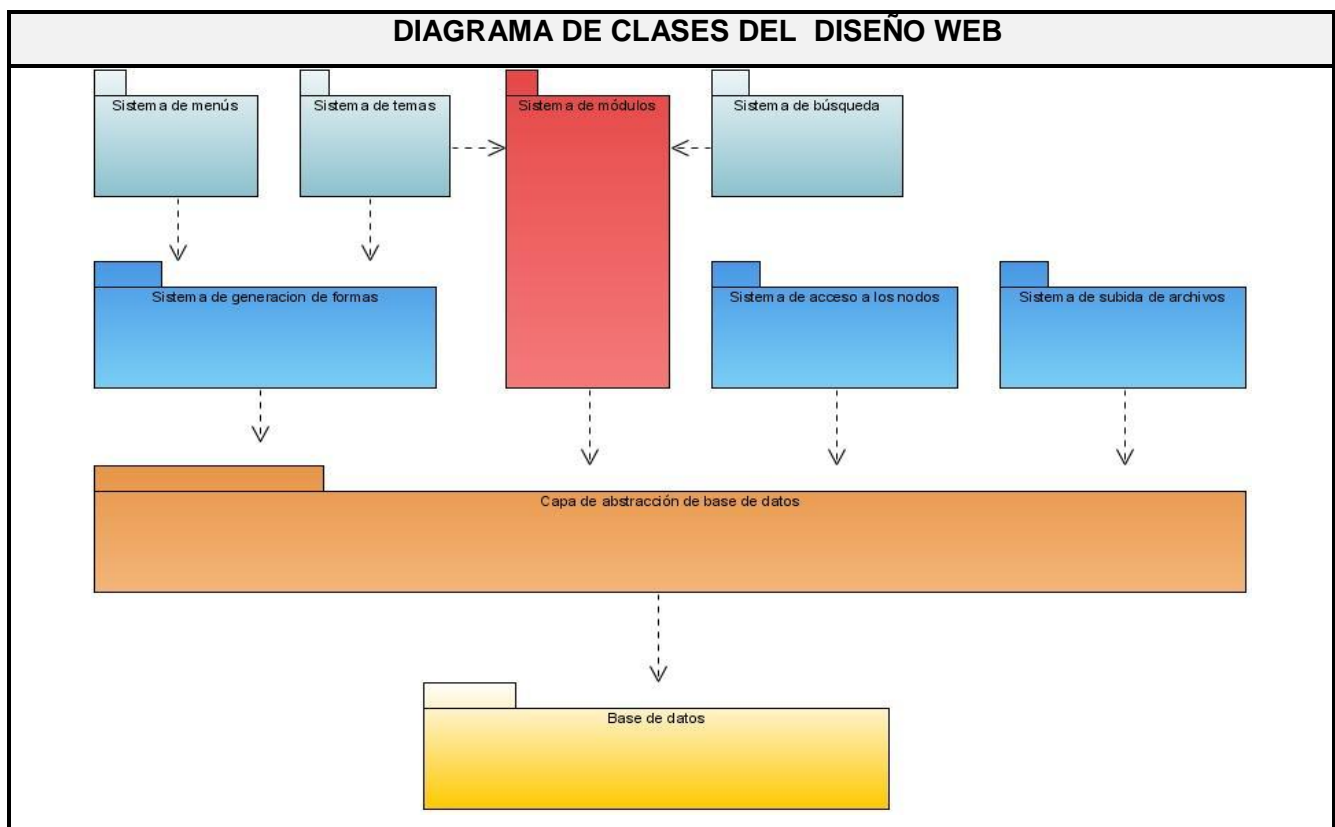 DIAGRAMA DE CLASES DEL DISEÑO WEB
Sistema de menús
Sistema de temas
Sistema de módulos
Sistema de búsqueda
Sistema de generacion de formas
Sistema de acceso a los nodos
Sistema de subida de archivos
Capa de abstracción de base de datos
Base de datos